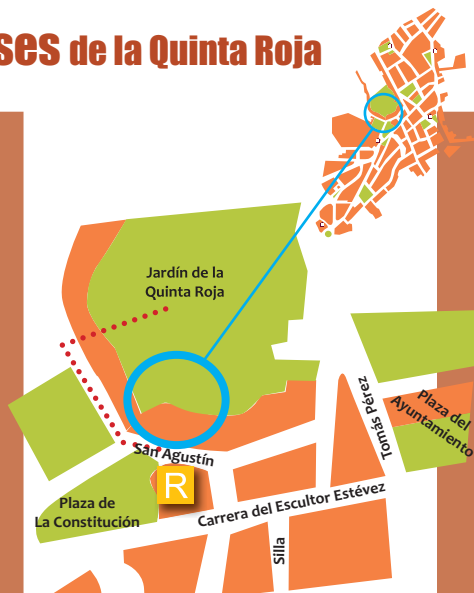 ses de la Quinta Roja
Jardín de la
Quinta Roja
Tomás Pérez
Plaza del
Ayuntamiento
San Agustín
R
Plaza de
La Constitución
Carrera del Escultor Estévez
Silla